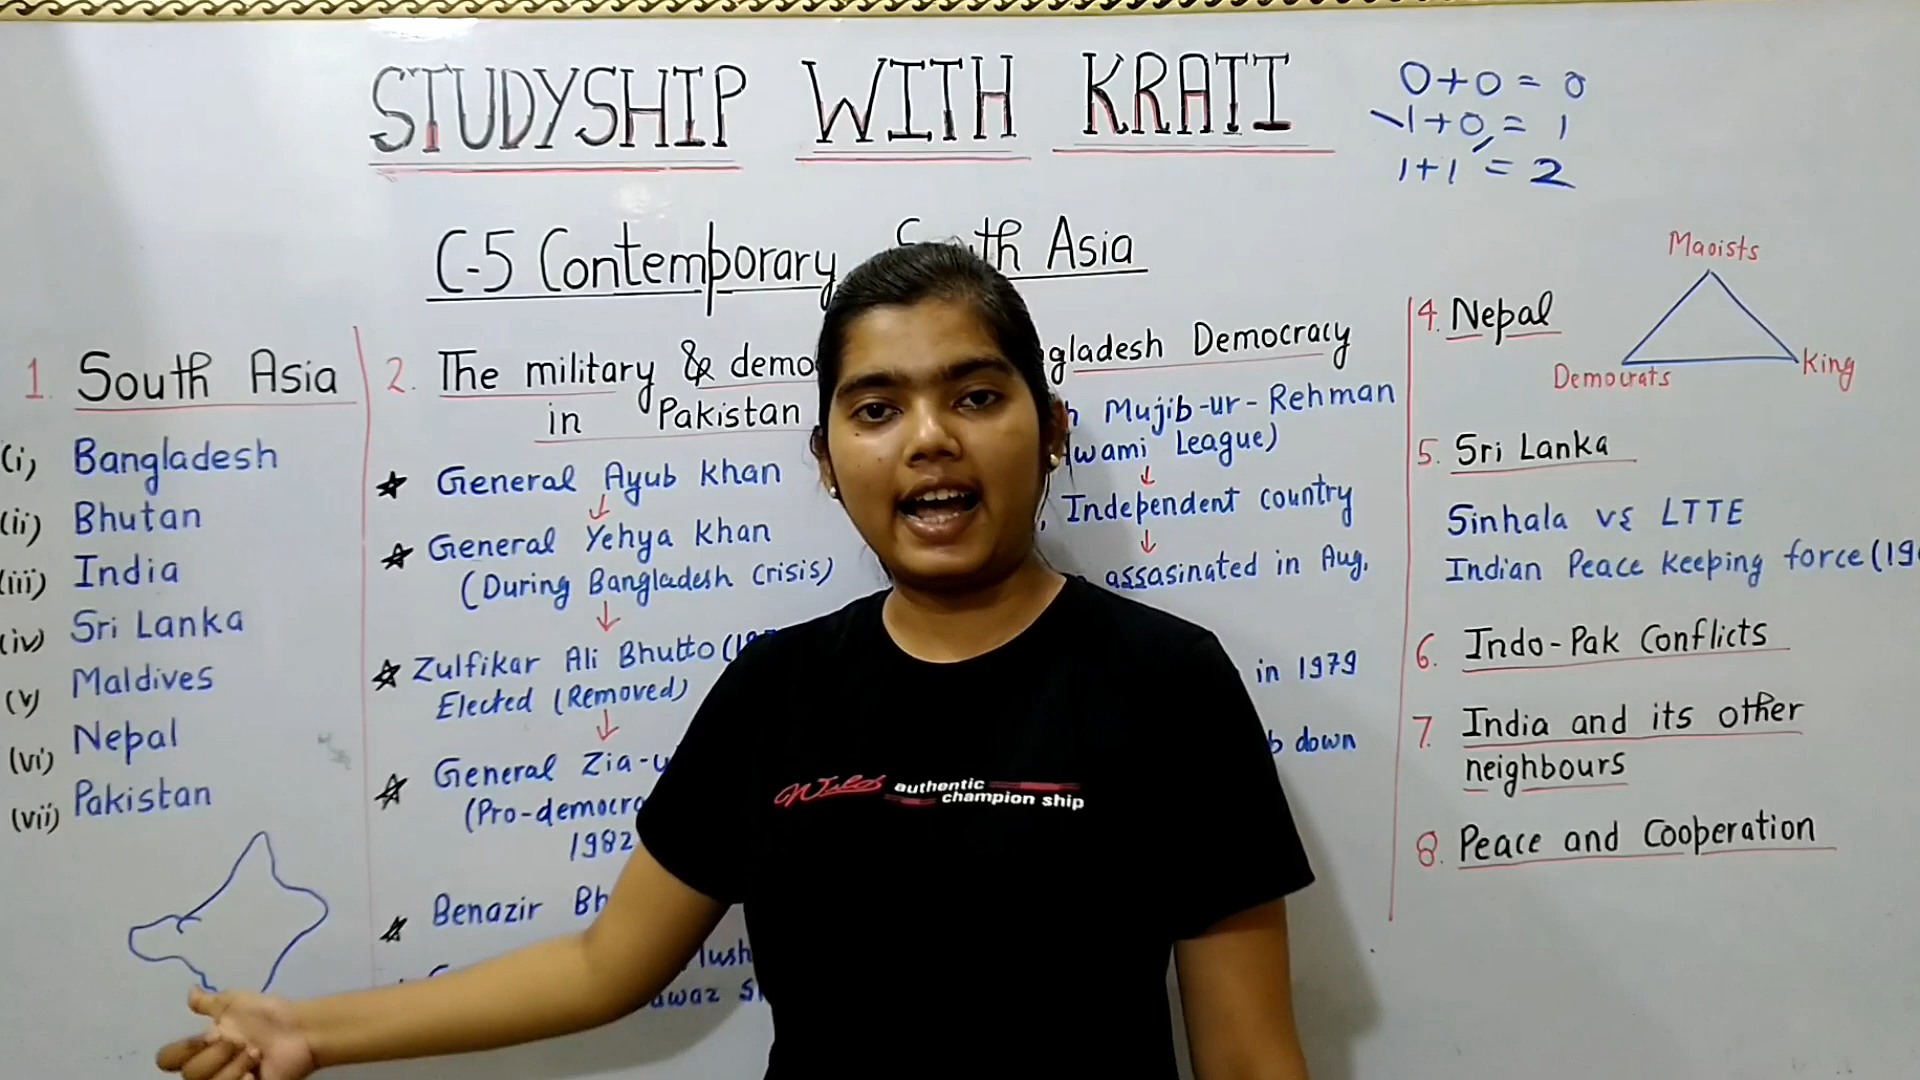 STUDYSHIP WITH KRATI
0+0 = 0
1+0 = 1
1+1 = 2
C-5 Contemporary South Asia
1. South Asia
(i) Bangladesh
(ii) Bhutan
(iii) India
(iv) Sri Lanka
(v) Maldives
(vi) Nepal
(vii) Pakistan
2. The military & demo
in Pakistan
General Ayub Khan
↓
General Yehya Khan
(During Bangladesh Crisis)
↓
Zulfikar Ali Bhutto (
Elected (Removed)
↓
General Zia-u
(Pro-democra
1982
Benazir Bh
Mush
awaz
gladesh Democracy
Mujib-ur-Rehman
Awami League)
↓
Independent country
↓
assasinated in Aug.
in 1979
down
4. Nepal
Maoists
Democrats
King
5. Sri Lanka
Sinhala vs LTTE
Indian Peace keeping force (19
6. Indo-Pak Conflicts
7. India and its other
neighbours
8. Peace and Cooperation
authentic
champion ship